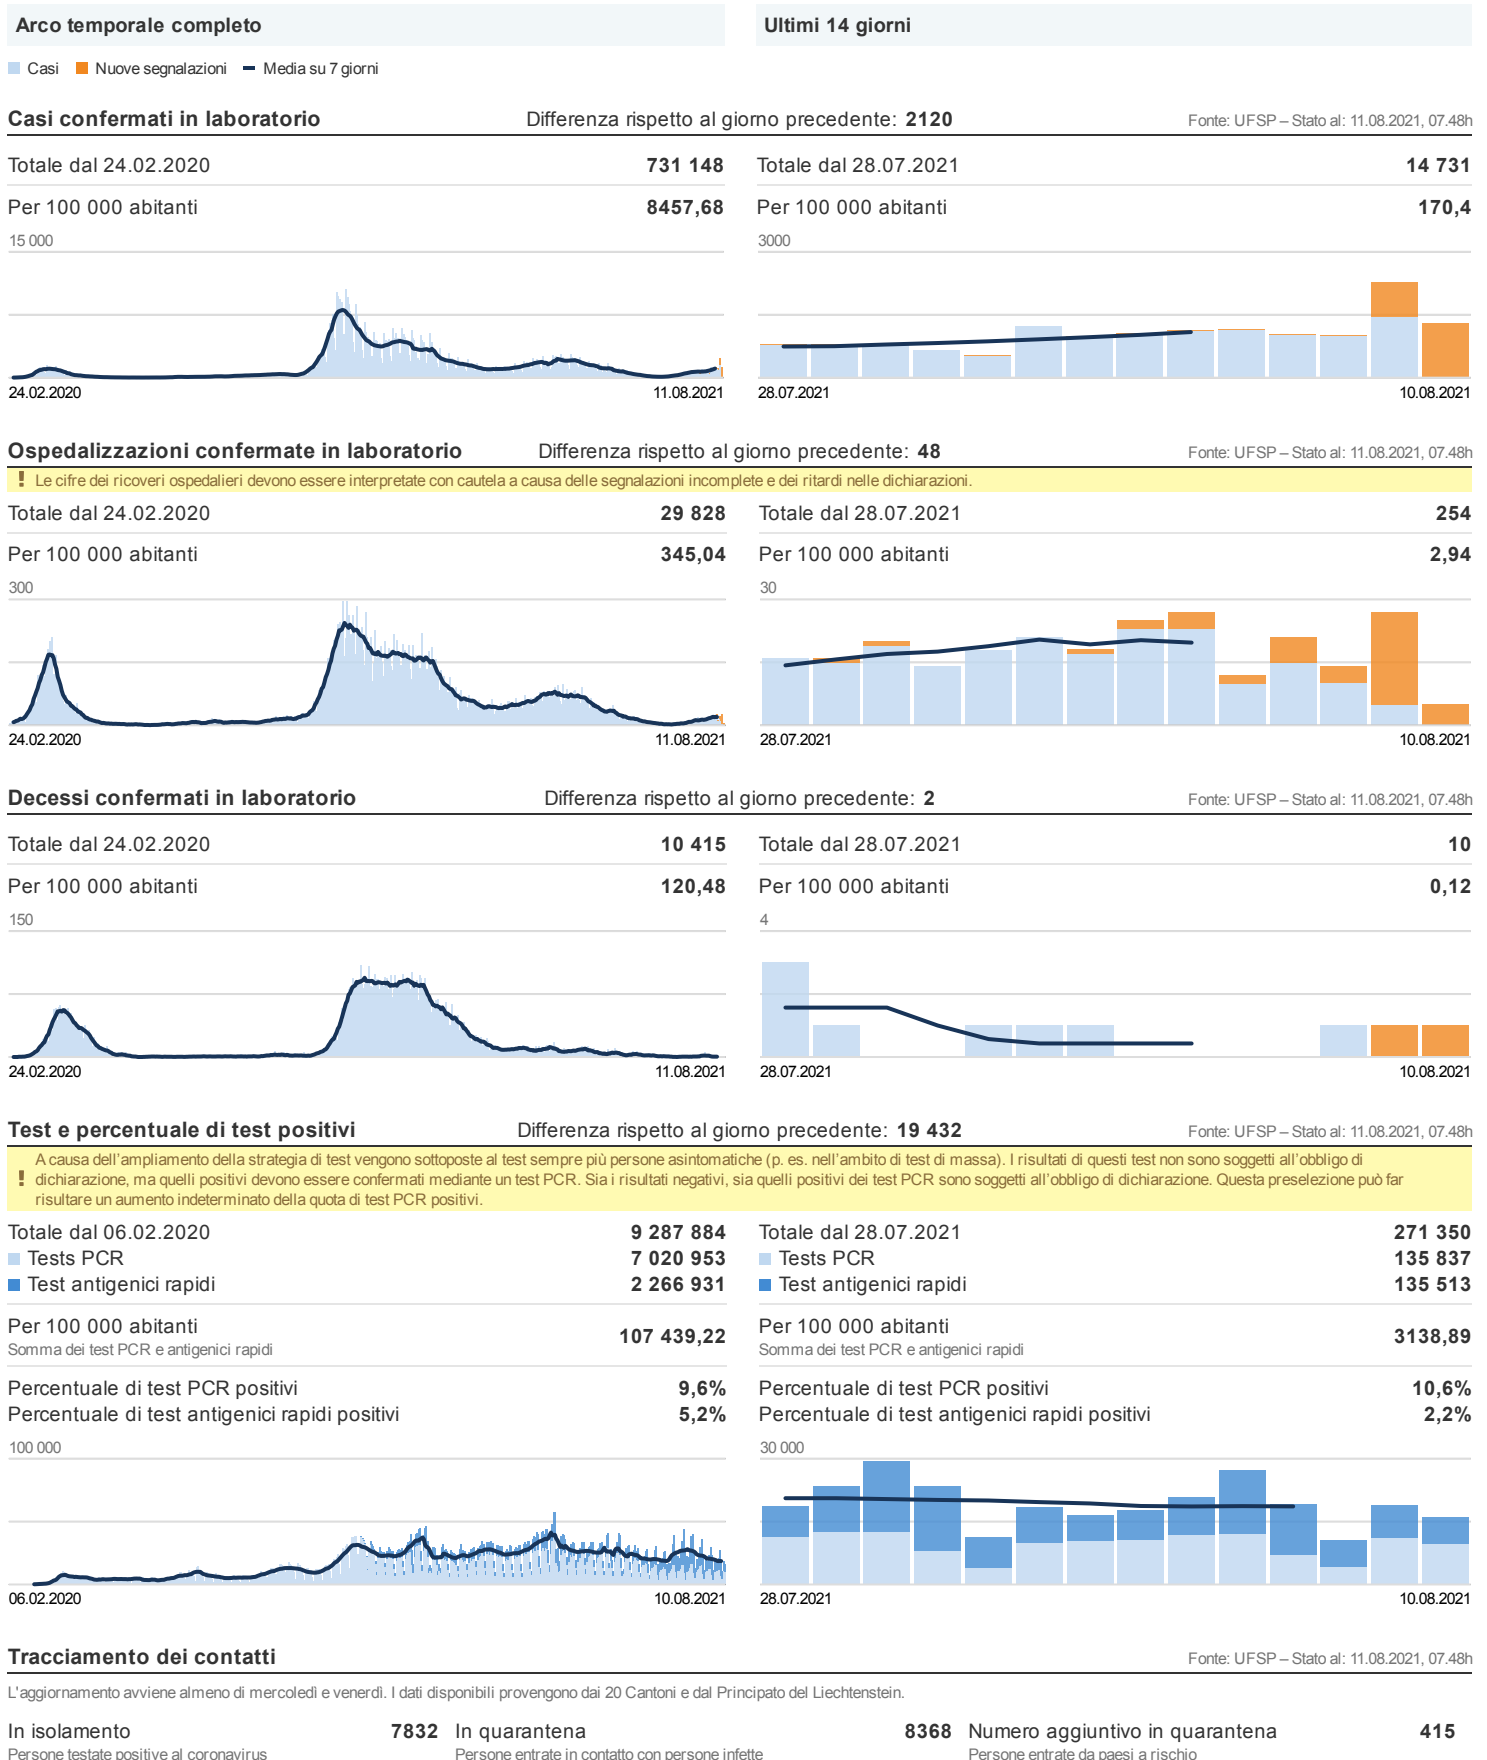 Arco temporale completo
Ultimi 14 giorni
Casi Nuove segnalazioni Media su 7 giorni
Casi confermati in laboratorio Differenza rispetto al giorno precedente: 2120 Fonte: UFSP – Stato al: 11.08.2021, 07.48h
Totale dal 24.02.2020 731 148
Per 100 000 abitanti 8457,68
15 000
24.02.2020 11.08.2021
Totale dal 28.07.2021 14 731
Per 100 000 abitanti 170,4
3000
28.07.2021 10.08.2021
Ospedalizzazioni confermate in laboratorio Differenza rispetto al giorno precedente: 48 Fonte: UFSP – Stato al: 11.08.2021, 07.48h
! Le cifre dei ricoveri ospedalieri devono essere interpretate con cautela a causa delle segnalazioni incomplete e dei ritardi nelle dichiarazioni.
Totale dal 24.02.2020 29 828
Per 100 000 abitanti 345,04
300
24.02.2020 11.08.2021
Totale dal 28.07.2021 254
Per 100 000 abitanti 2,94
30
28.07.2021 10.08.2021
Decessi confermati in laboratorio Differenza rispetto al giorno precedente: 2 Fonte: UFSP – Stato al: 11.08.2021, 07.48h
Totale dal 24.02.2020 10 415
Per 100 000 abitanti 120,48
150
24.02.2020 11.08.2021
Totale dal 28.07.2021 10
Per 100 000 abitanti 0,12
4
28.07.2021 10.08.2021
Test e percentuale di test positivi Differenza rispetto al giorno precedente: 19 432 Fonte: UFSP – Stato al: 11.08.2021, 07.48h
A causa dell'ampliamento della strategia di test vengono sottoposte al test sempre più persone asintomatiche (p. es. nell'ambito di test di massa). I risultati di questi test non sono soggetti all'obbligo di
! dichiarazione, ma quelli positivi devono essere confermati mediante un test PCR. Sia i risultati negativi, sia quelli positivi dei test PCR sono soggetti all'obbligo di dichiarazione. Questa preselezione può far
risultare un aumento indeterminato della quota di test PCR positivi.
Totale dal 06.02.2020 9 287 884
Tests PCR 7 020 953
Test antigenici rapidi 2 266 931
Per 100 000 abitanti 107 439,22
Somma dei test PCR e antigenici rapidi
Percentuale di test PCR positivi 9,6%
Percentuale di test antigenici rapidi positivi 5,2%
100 000
06.02.2020 10.08.2021
Totale dal 28.07.2021 271 350
Tests PCR 135 837
Test antigenici rapidi 135 513
Per 100 000 abitanti 3138,89
Somma dei test PCR e antigenici rapidi
Percentuale di test PCR positivi 10,6%
Percentuale di test antigenici rapidi positivi 2,2%
30 000
28.07.2021 10.08.2021
Tracciamento dei contatti Fonte: UFSP – Stato al: 11.08.2021, 07.48h
L'aggiornamento avviene almeno di mercoledì e venerdì. I dati disponibili provengono dai 20 Cantoni e dal Principato del Liechtenstein.
In isolamento 7832
Persone testate positive al coronavirus
In quarantena 8368
Persone entrate in contatto con persone infette
Numero aggiuntivo in quarantena 415
Persone entrate da paesi a rischio